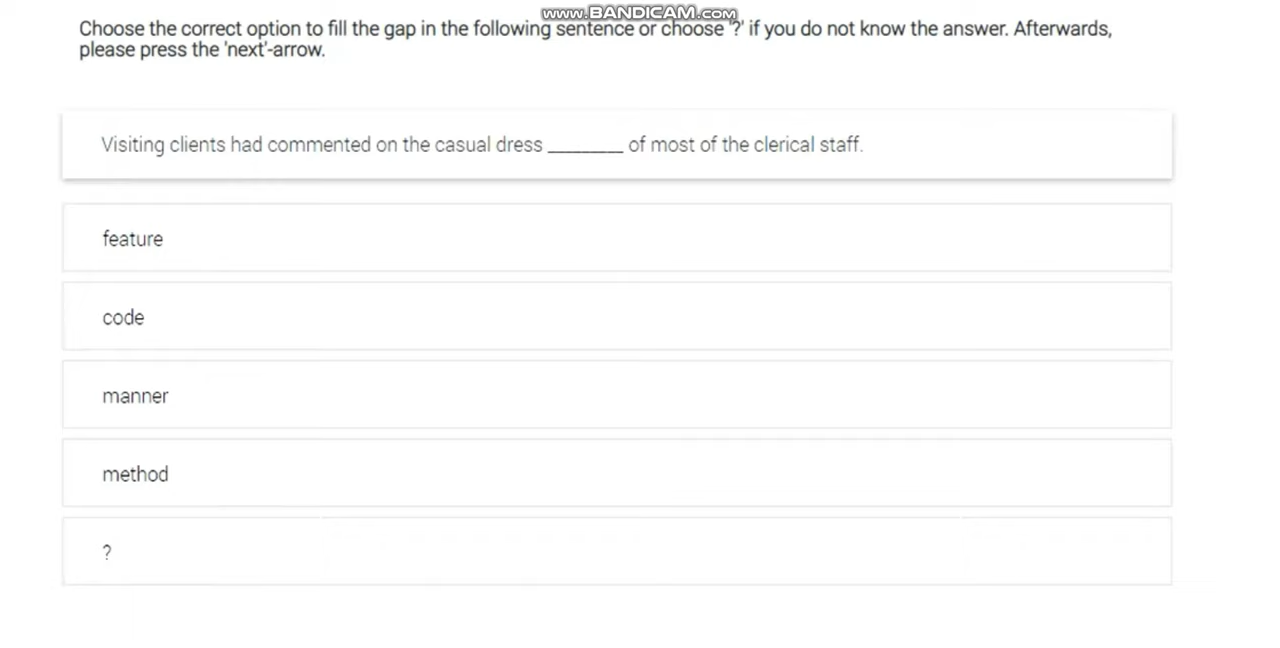 www.BANDICAM.com
Choose the correct option to fill the gap in the following sentence or choose '?' if you do not know the answer. Afterwards,
please press the 'next'-arrow.
Visiting clients had commented on the casual dress ________ of most of the clerical staff.
feature
code
manner
method
?